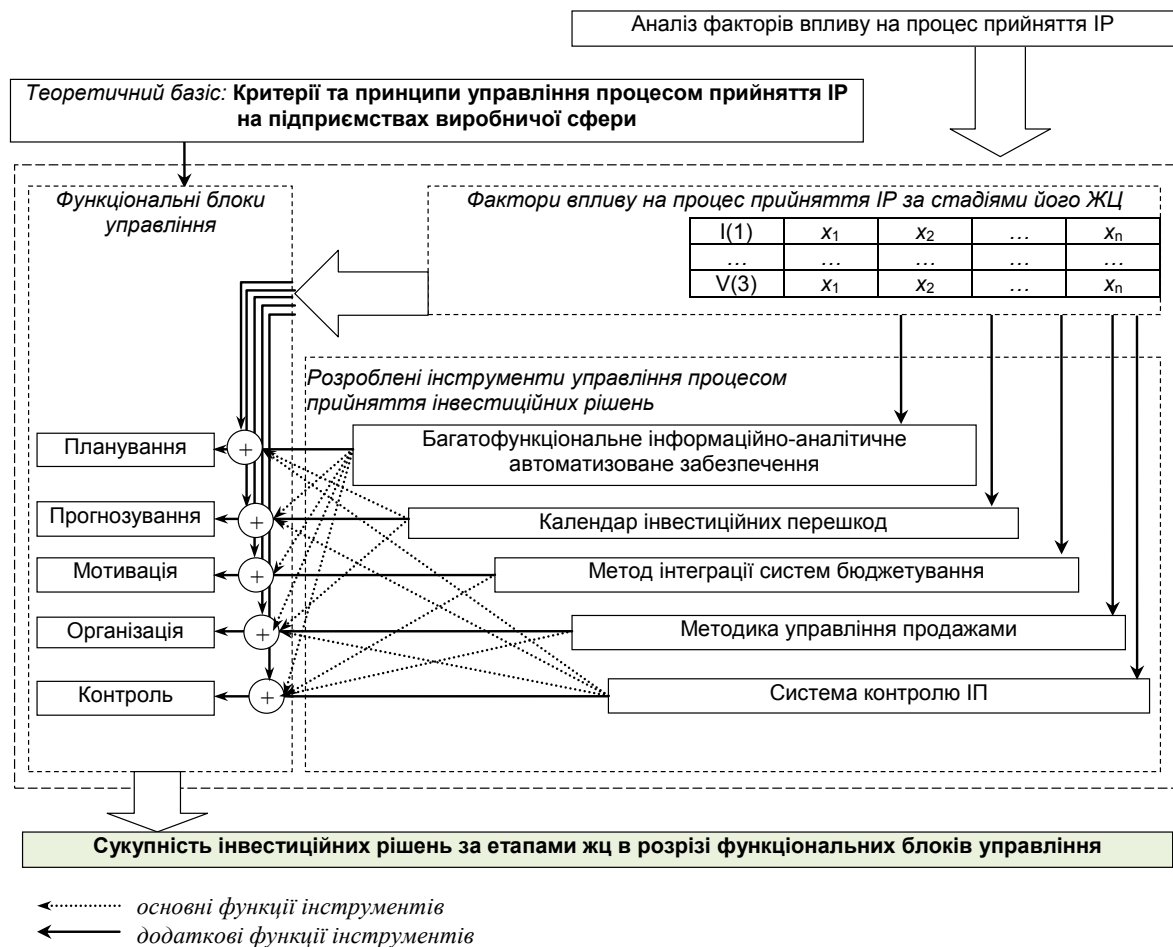 Аналіз факторів впливу на процес прийняття ІР
Теоретичний базіс: Критерії та принципи управління процесом прийняття ІР
на підприємствах виробничої сфери
Функціональні блоки
управління
Фактори впливу на процес прийняття ІР за стадіями його ЖЦ
I(1) x1 x2 … xn
… … … … …
V(3) x1 x2 … xn
Розроблені інструменти управління процесом
прийняття інвестиційних рішень
Багатофункціональне інформаційно-аналітичне
автоматизоване забезпечення
Планування +
Календар інвестиційних перешкод
Прогнозування +
Метод інтеграції систем бюджетування
Мотивація +
Методика управління продажами
Організація +
Система контролю ІП
Контроль +
Сукупність інвестиційних рішень за етапами жц в розрізі функціональних блоків управління
основні функції інструментів
додаткові функції інструментів